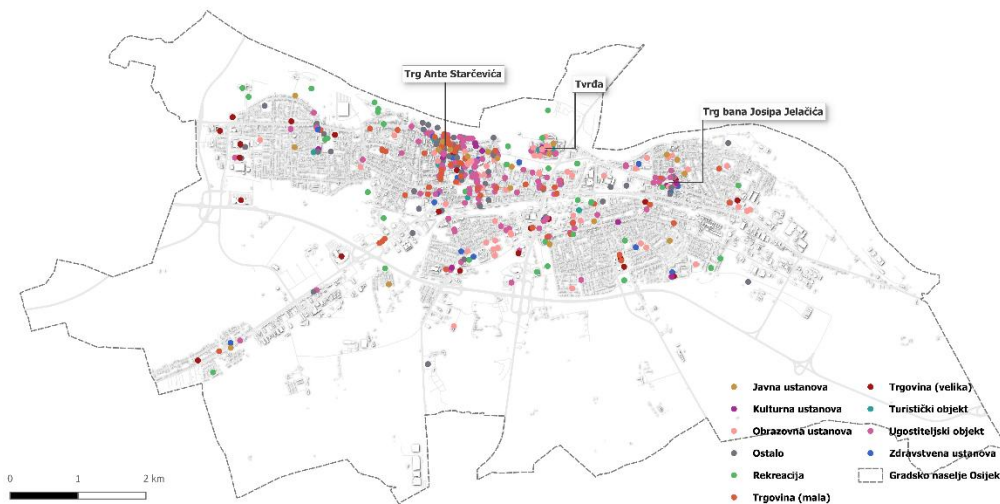 Trg Ante Starčevića
Tvrđa
Trg bana Josipa Jelačića
Javna ustanova
Kulturna ustanova
Obrazovna ustanova
Ostalo
Rekreacija
Trgovina (mala)
Trgovina (velika)
Turistički objekt
Ugostiteljski objekt
Zdravstvena ustanova
Gradsko naselje Osijek
0 1 2 km